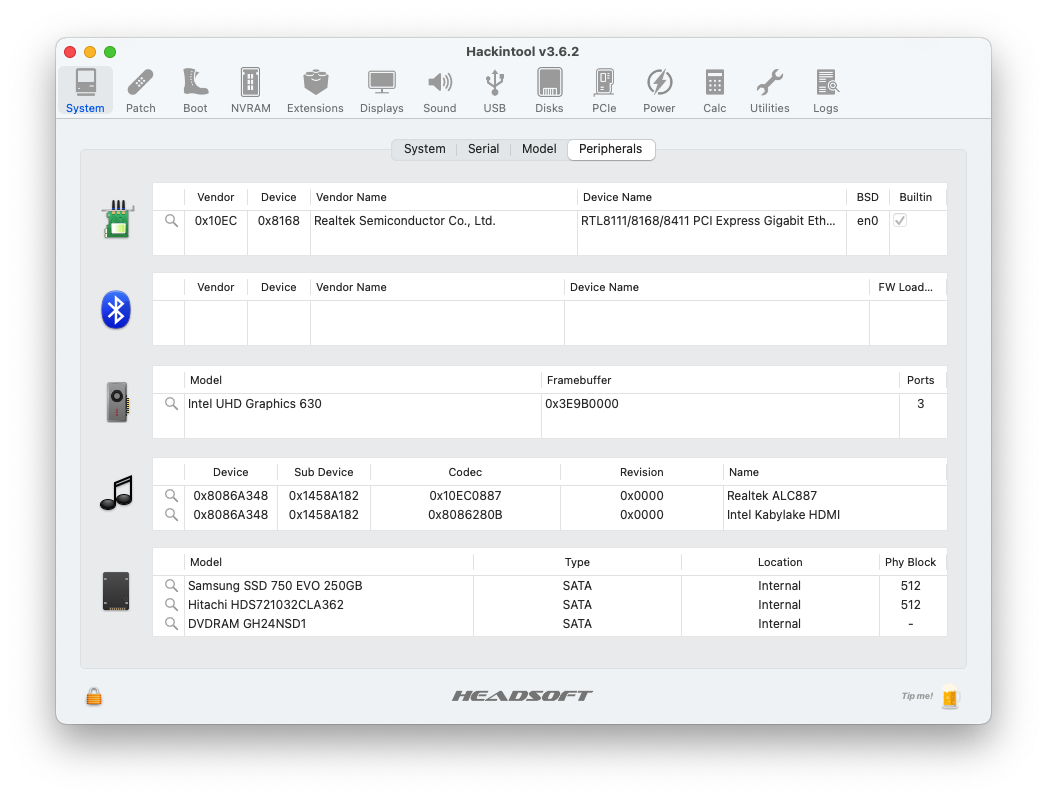 Hackintool v3.6.2
System Patch Boot NVRAM Extensions Displays Sound USB Disks PCIe Power Calc Utilities Logs
System Serial Model Peripherals
Vendor Device Vendor Name Device Name BSD Builtin
0x10EC 0x8168 Realtek Semiconductor Co., Ltd. RTL8111/8168/8411 PCI Express Gigabit Eth... en0
Vendor Device Vendor Name Device Name FW Load...
Model Framebuffer Ports
Intel UHD Graphics 630 0x3E9B0000 3
Device Sub Device Codec Revision Name
0x8086A348 0x1458A182 0x10EC0887 0x0000 Realtek ALC887
0x8086A348 0x1458A182 0x8086280B 0x0000 Intel Kabylake HDMI
Model Type Location Phy Block
Samsung SSD 750 EVO 250GB SATA Internal 512
Hitachi HDS721032CLA362 SATA Internal 512
DVDRAM GH24NSD1 SATA Internal -
HEADSOFT Tip me!